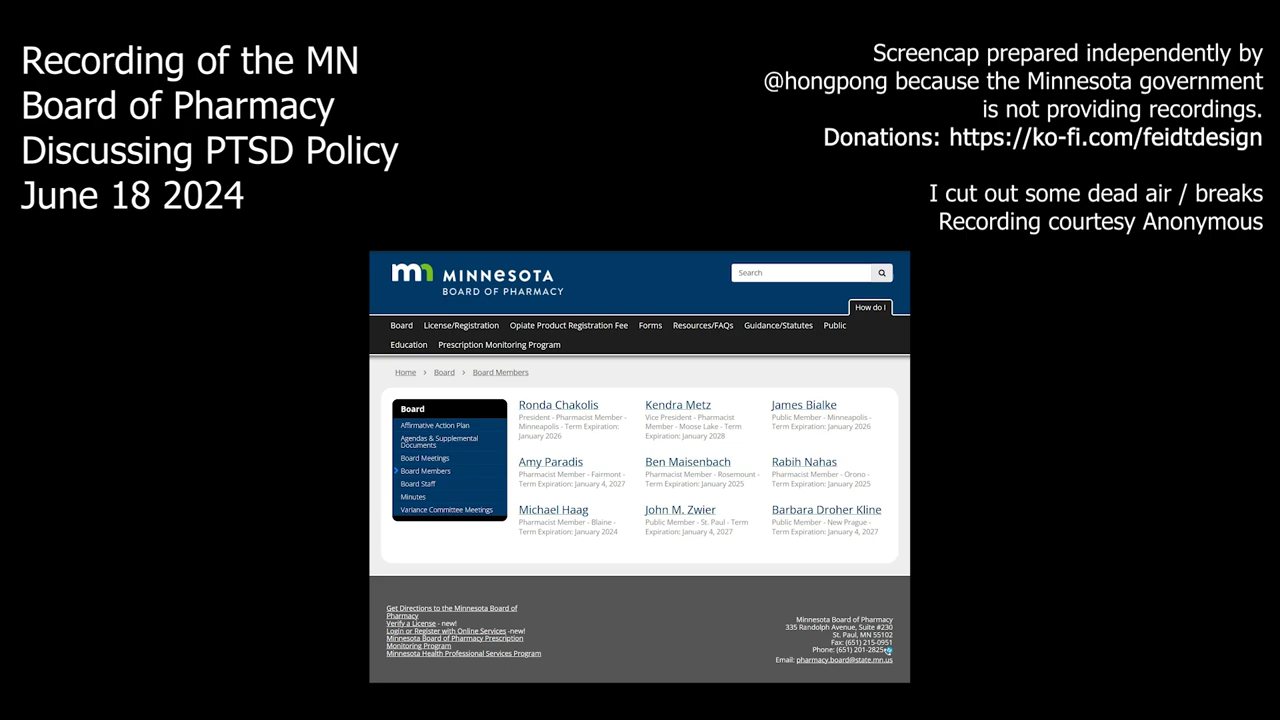 Recording of the MN
Board of Pharmacy
Discussing PTSD Policy
June 18 2024
Screencap prepared independently by
@hongpong because the Minnesota government
is not providing recordings.
Donations: https://ko-fi.com/feidtdesign
I cut out some dead air / breaks
Recording courtesy Anonymous
mn MINNESOTA
BOARD OF PHARMACY
Search
How do I
Board License/Registration Opiate Product Registration Fee Forms Resources/FAQs Guidance/Statutes Public
Education Prescription Monitoring Program
Home > Board > Board Members
Board
Affirmative Action Plan
Agendas & Supplemental
Documents
Board Meetings
Board Members
Board Staff
Minutes
Variance Committee Meetings
Ronda Chakolis
President - Pharmacist Member -
Minneapolis - Term Expiration:
January 2026
Kendra Metz
Vice President - Pharmacist
Member - Moose Lake - Term
Expiration: January 2028
James Bialke
Public Member - Minneapolis -
Term Expiration: January 2026
Amy Paradis
Pharmacist Member - Fairmont -
Term Expiration: January 4, 2027
Ben Maisenbach
Pharmacist Member - Rosemount -
Term Expiration: January 2025
Rabih Nahas
Pharmacist Member - Orono -
Term Expiration: January 2025
Michael Haag
Pharmacist Member - Blaine -
Term Expiration: January 2024
John M. Zwier
Public Member - St. Paul - Term
Expiration: January 4, 2027
Barbara Droher Kline
Public Member - New Prague -
Term Expiration: January 4, 2027
Get Directions to the Minnesota Board of
Pharmacy
Verify a License - new!
Login or Register with Online Services -new!
Minnesota Board of Pharmacy Prescription
Monitoring Program
Minnesota Health Professional Services Program
Minnesota Board of Pharmacy
335 Randolph Avenue, Suite #230
St. Paul, MN 55102
Fax: (651) 215-0951
Phone: (651) 201-2825
Email: pharmacy.board@state.mn.us